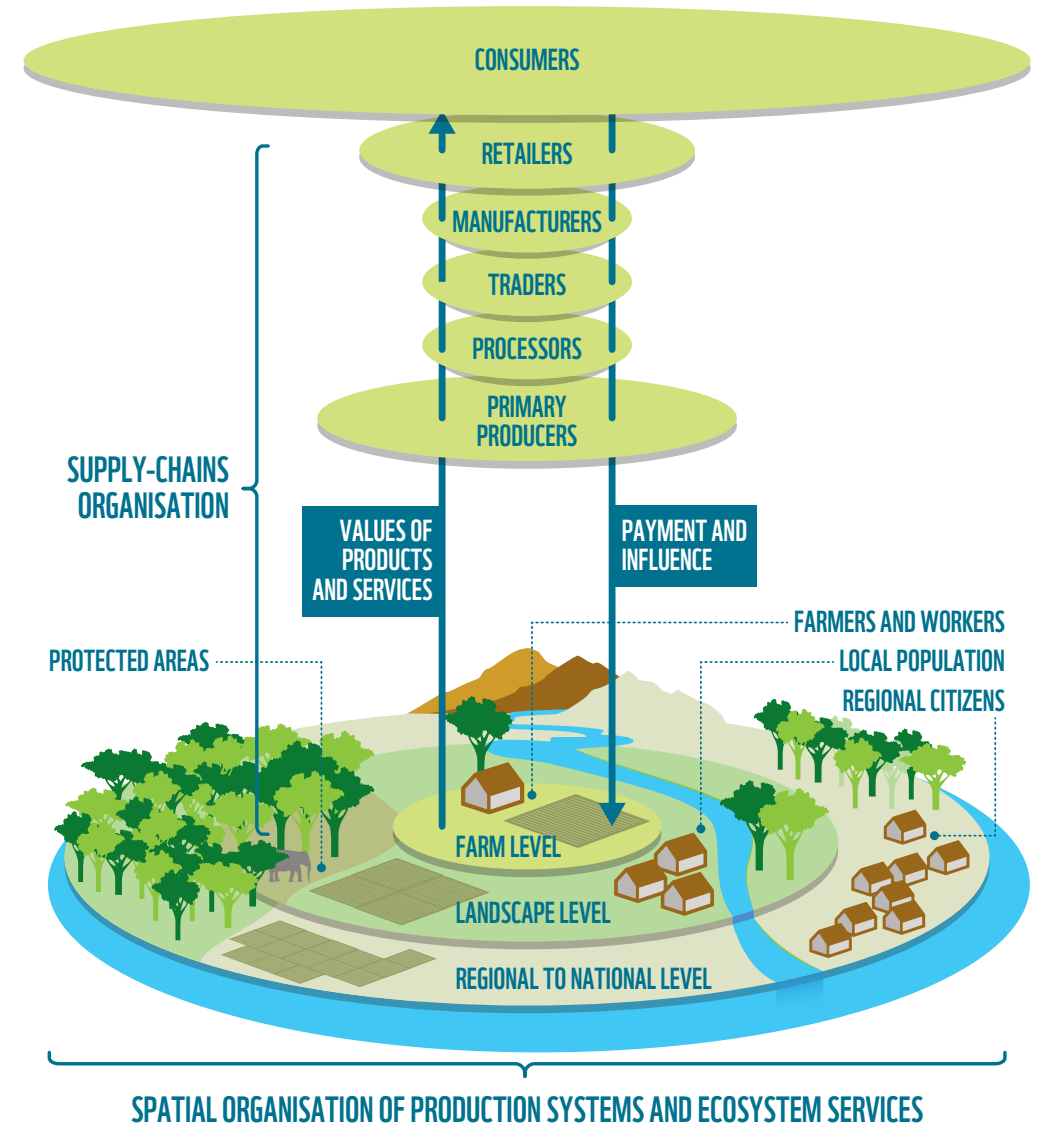 CONSUMERS
RETAILERS
MANUFACTURERS
TRADERS
PROCESSORS
PRIMARY
PRODUCERS
SUPPLY-CHAINS
ORGANISATION
VALUES OF
PRODUCTS
AND SERVICES
PAYMENT AND
INFLUENCE
FARMERS AND WORKERS
PROTECTED AREAS
LOCAL POPULATION
REGIONAL CITIZENS
FARM LEVEL
LANDSCAPE LEVEL
REGIONAL TO NATIONAL LEVEL
SPATIAL ORGANISATION OF PRODUCTION SYSTEMS AND ECOSYSTEM SERVICES